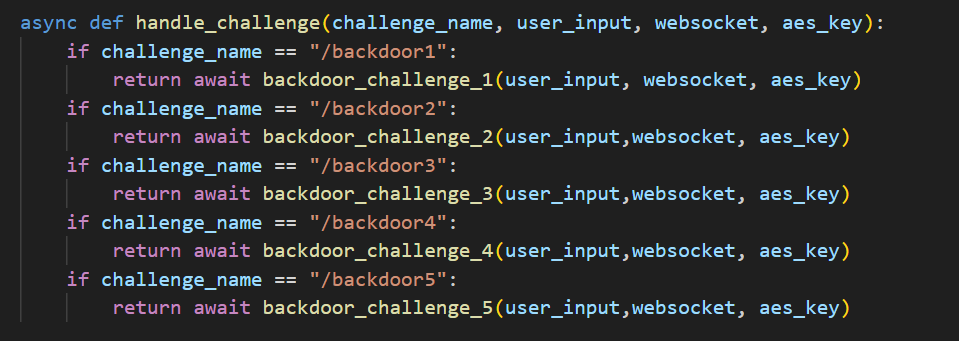 async def handle_challenge(challenge_name, user_input, websocket, aes_key):
    if challenge_name == "/backdoor1":
        return await backdoor_challenge_1(user_input, websocket, aes_key)
    if challenge_name == "/backdoor2":
        return await backdoor_challenge_2(user_input,websocket, aes_key)
    if challenge_name == "/backdoor3":
        return await backdoor_challenge_3(user_input,websocket, aes_key)
    if challenge_name == "/backdoor4":
        return await backdoor_challenge_4(user_input,websocket, aes_key)
    if challenge_name == "/backdoor5":
        return await backdoor_challenge_5(user_input,websocket, aes_key)